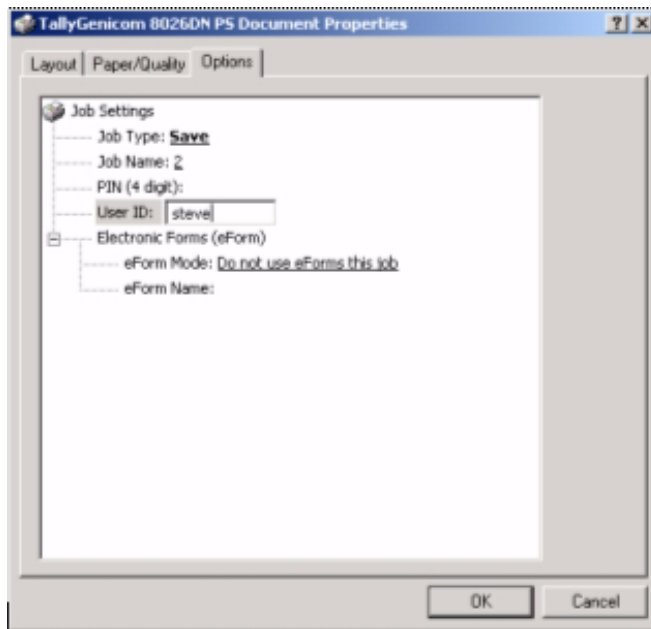 TallyGenicom 8026DN PS Document Properties
Layout Paper/Quality Options
Job Settings
Job Type: Save
Job Name: 2
PIN (4 digit):
User ID: steve
Electronic Forms (eForm)
eForm Mode: Do not use eForms this job
eForm Name:
OK Cancel